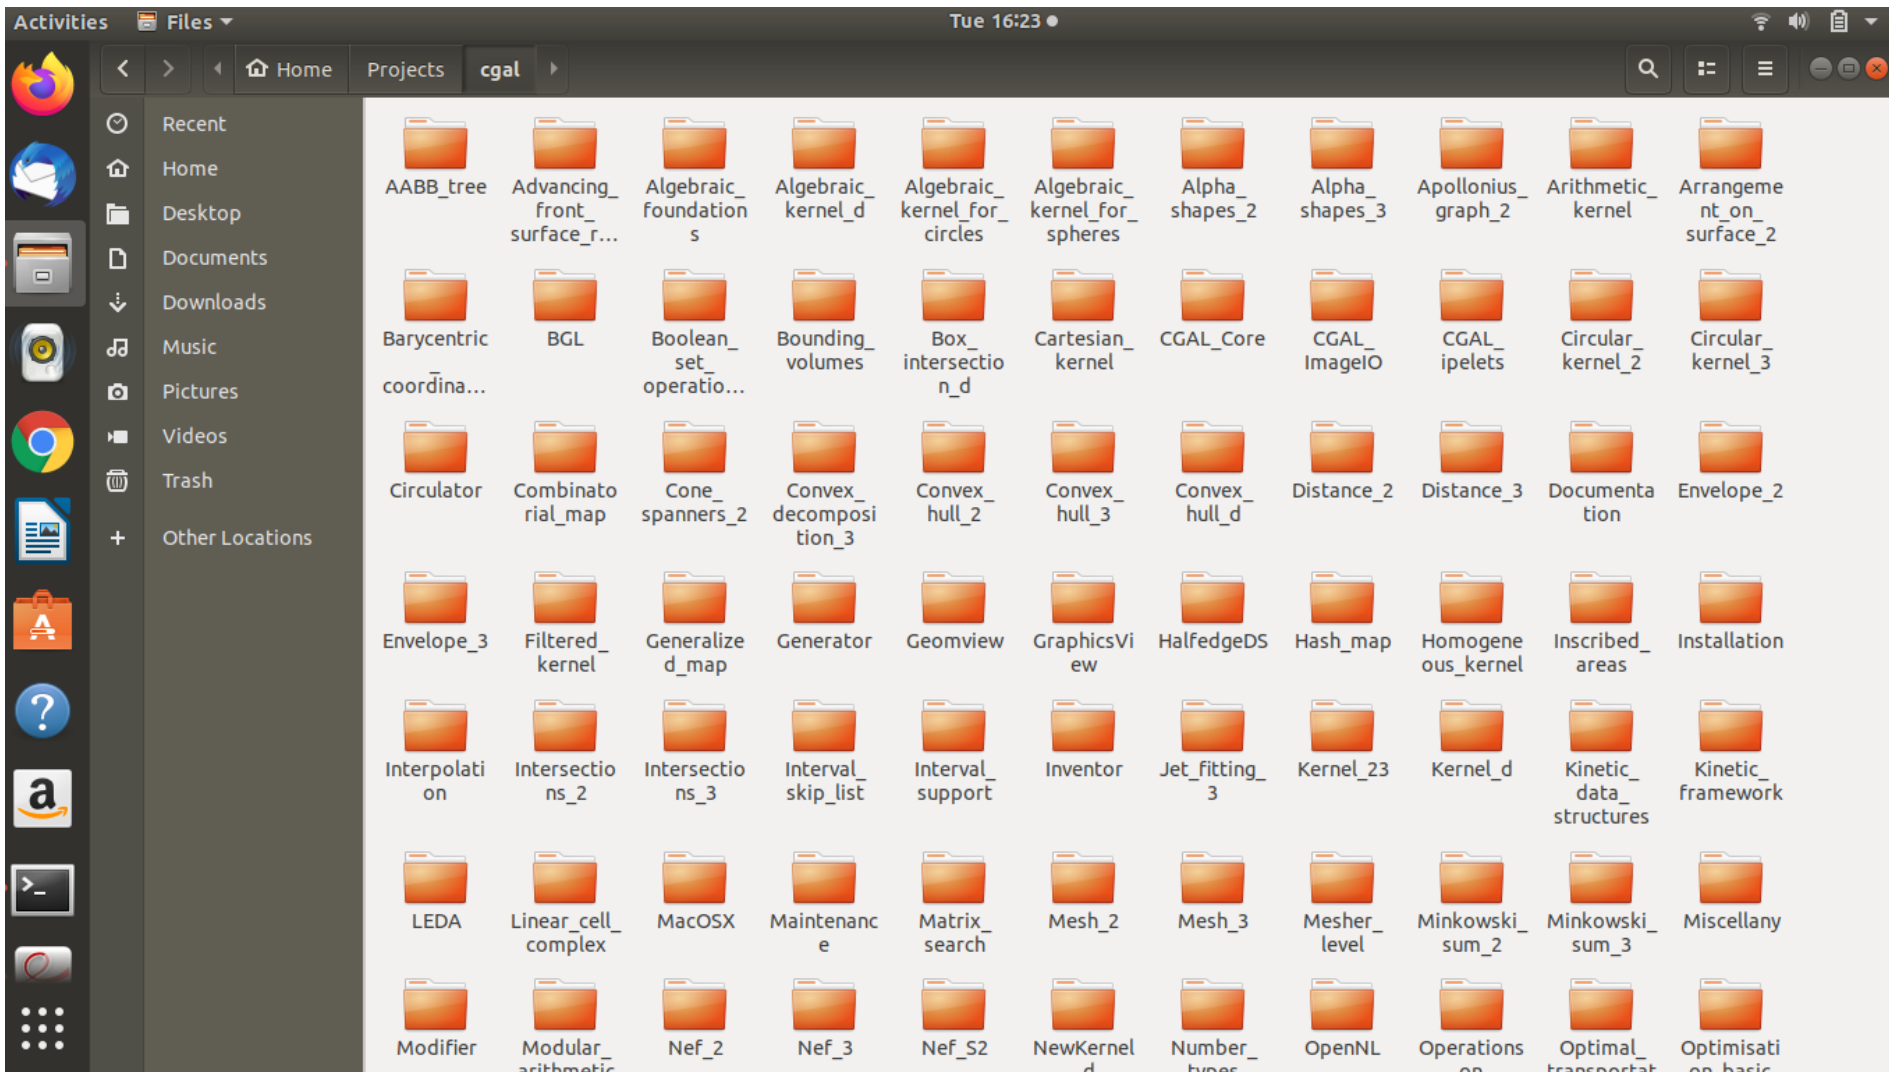 Activities Files Tue 16:23
Home Projects cgal
Recent
Home
Desktop
Documents
Downloads
Music
Pictures
Videos
Trash
Other Locations
AABB_tree
Advancing_
front_
surface_r...
Algebraic_
foundation
s
Algebraic_
kernel_d
Algebraic_
kernel_for_
circles
Algebraic_
kernel_for_
spheres
Alpha_
shapes_2
Alpha_
shapes_3
Apollonius_
graph_2
Arithmetic_
kernel
Arrangeme
nt_on_
surface_2
Barycentric
_
coordina...
BGL
Boolean_
set_
operatio...
Bounding_
volumes
Box_
intersectio
n_d
Cartesian_
kernel
CGAL_Core
CGAL_
ImageIO
CGAL_
ipelets
Circular_
kernel_2
Circular_
kernel_3
Circulator
Combinato
rial_map
Cone_
spanners_2
Convex_
decomposi
tion_3
Convex_
hull_2
Convex_
hull_3
Convex_
hull_d
Distance_2
Distance_3
Documenta
tion
Envelope_2
Envelope_3
Filtered_
kernel
Generalize
d_map
Generator
Geomview
GraphicsVi
ew
HalfedgeDS
Hash_map
Homogene
ous_kernel
Inscribed_
areas
Installation
Interpolati
on
Intersectio
ns_2
Intersectio
ns_3
Interval_
skip_list
Interval_
support
Inventor
Jet_fitting_
3
Kernel_23
Kernel_d
Kinetic_
data_
structures
Kinetic_
framework
LEDA
Linear_cell_
complex
MacOSX
Maintenanc
e
Matrix_
search
Mesh_2
Mesh_3
Mesher_
level
Minkowski_
sum_2
Minkowski_
sum_3
Miscellany
Modifier
Modular_
arithmetic
Nef_2
Nef_3
Nef_S2
NewKernel
d
Number_
types
OpenNL
Operations
on
Optimal_
transportat
Optimisati
on_basic